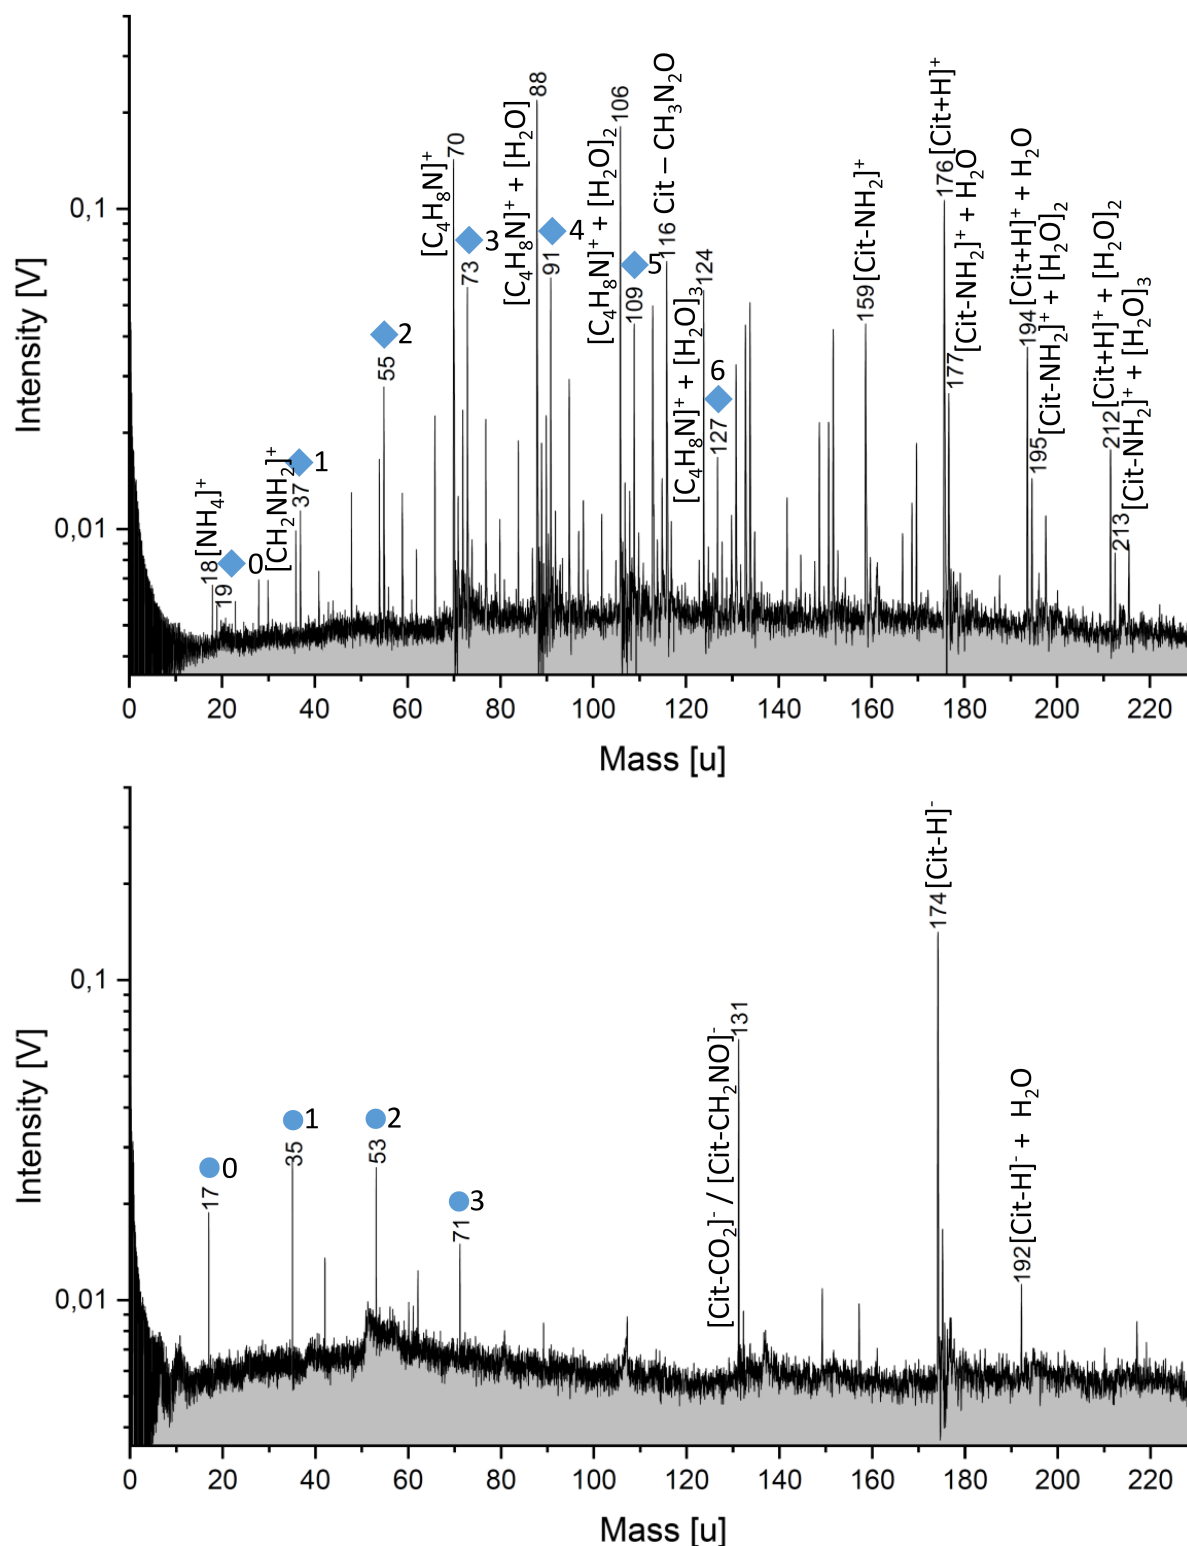 Intensity [V]
0,1
0,01
18 [NH₄]⁺
19
0
[CH₂NH₂]⁺
37
1
55
2
[C₄H₈N]⁺
70
73
3
[C₄H₈N]⁺ + [H₂O]
88
91
4
[C₄H₈N]⁺ + [H₂O]₂
106
109
5
116 Cit – CH₃N₂O
[C₄H₈N]⁺ + [H₂O]₃
124
127
6
159 [Cit-NH₂]⁺
176 [Cit+H]⁺
177 [Cit-NH₂]⁺ + H₂O
194 [Cit+H]⁺ + H₂O
195 [Cit-NH₂]⁺ + [H₂O]₂
212 [Cit+H]⁺ + [H₂O]₂
213 [Cit-NH₂]⁺ + [H₂O]₃
0 20 40 60 80 100 120 140 160 180 200 220
Mass [u]
Intensity [V]
0,1
0,01
17
0
35
1
53
2
71
3
[Cit-CO₂]⁻ / [Cit-CH₂NO]⁻
131
174 [Cit-H]⁻
192 [Cit-H]⁻ + H₂O
0 20 40 60 80 100 120 140 160 180 200 220
Mass [u]